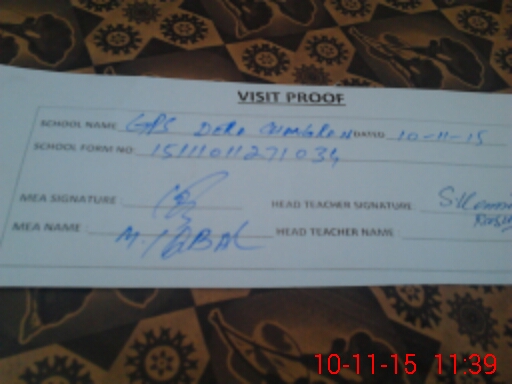 VISIT PROOF
SCHOOL NAME GPS DERA DATED 10-11-15
SCHOOL FORM NO: 15111011271034
MEA SIGNATURE: HEAD TEACHER SIGNATURE
MEA NAME: M. IQBAL HEAD TEACHER NAME:
10-11-15 11:39